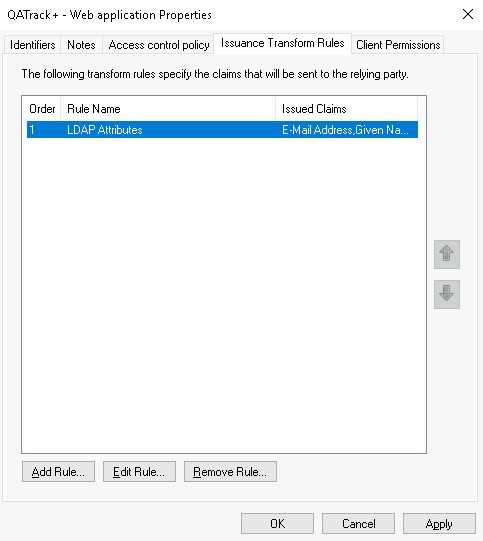 QATrack+ - Web application Properties
Identifiers Notes Access control policy Issuance Transform Rules Client Permissions
The following transform rules specify the claims that will be sent to the relying party.
Order Rule Name Issued Claims
1 LDAP Attributes E-Mail Address,Given Na...
Add Rule... Edit Rule... Remove Rule...
OK Cancel Apply